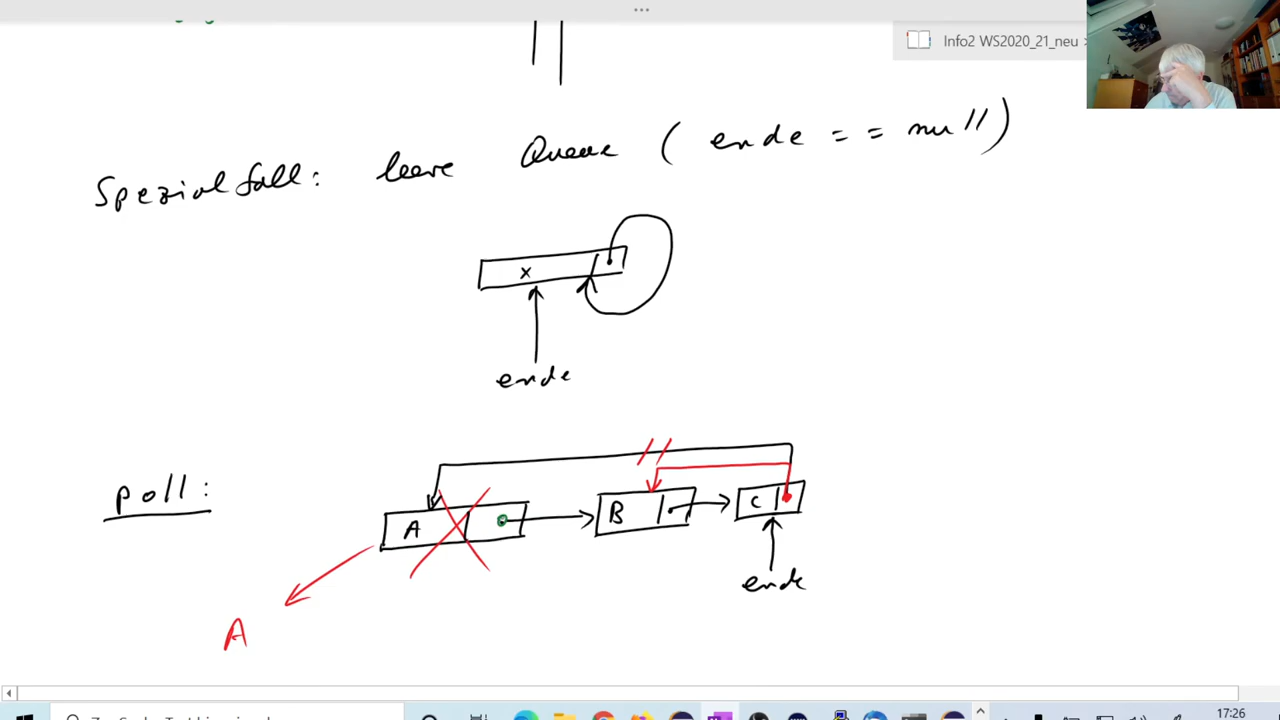 Info2 WS2020_21_neu >
Spezialfall: leere Queue ( ende == null )
x
ende
poll:
A B C
ende
A
17:26